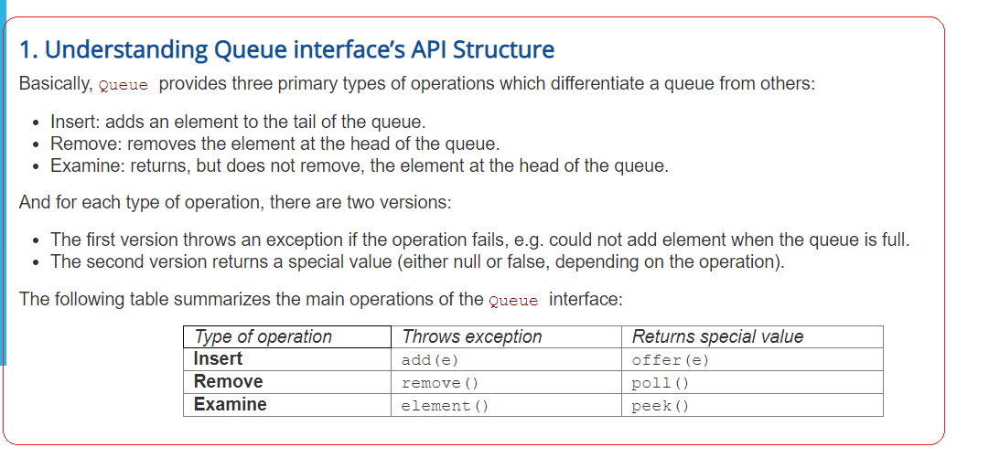 1. Understanding Queue interface's API Structure
Basically, Queue provides three primary types of operations which differentiate a queue from others:
• Insert: adds an element to the tail of the queue.
• Remove: removes the element at the head of the queue.
• Examine: returns, but does not remove, the element at the head of the queue.
And for each type of operation, there are two versions:
• The first version throws an exception if the operation fails, e.g. could not add element when the queue is full.
• The second version returns a special value (either null or false, depending on the operation).
The following table summarizes the main operations of the Queue interface:
Type of operation Throws exception Returns special value
Insert add(e) offer(e)
Remove remove() poll()
Examine element() peek()